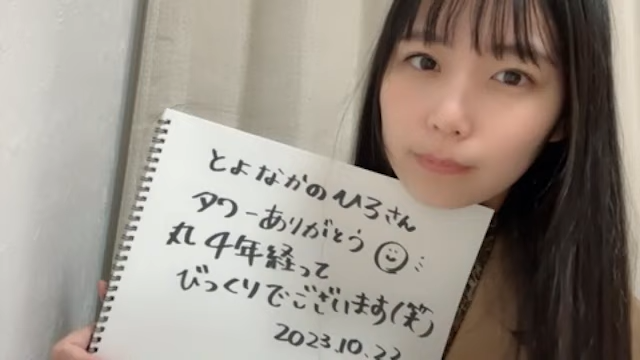 とよなかのひろさん
タワーありがとう
丸4年経って
びっくりでございます(笑)
2023.10.22